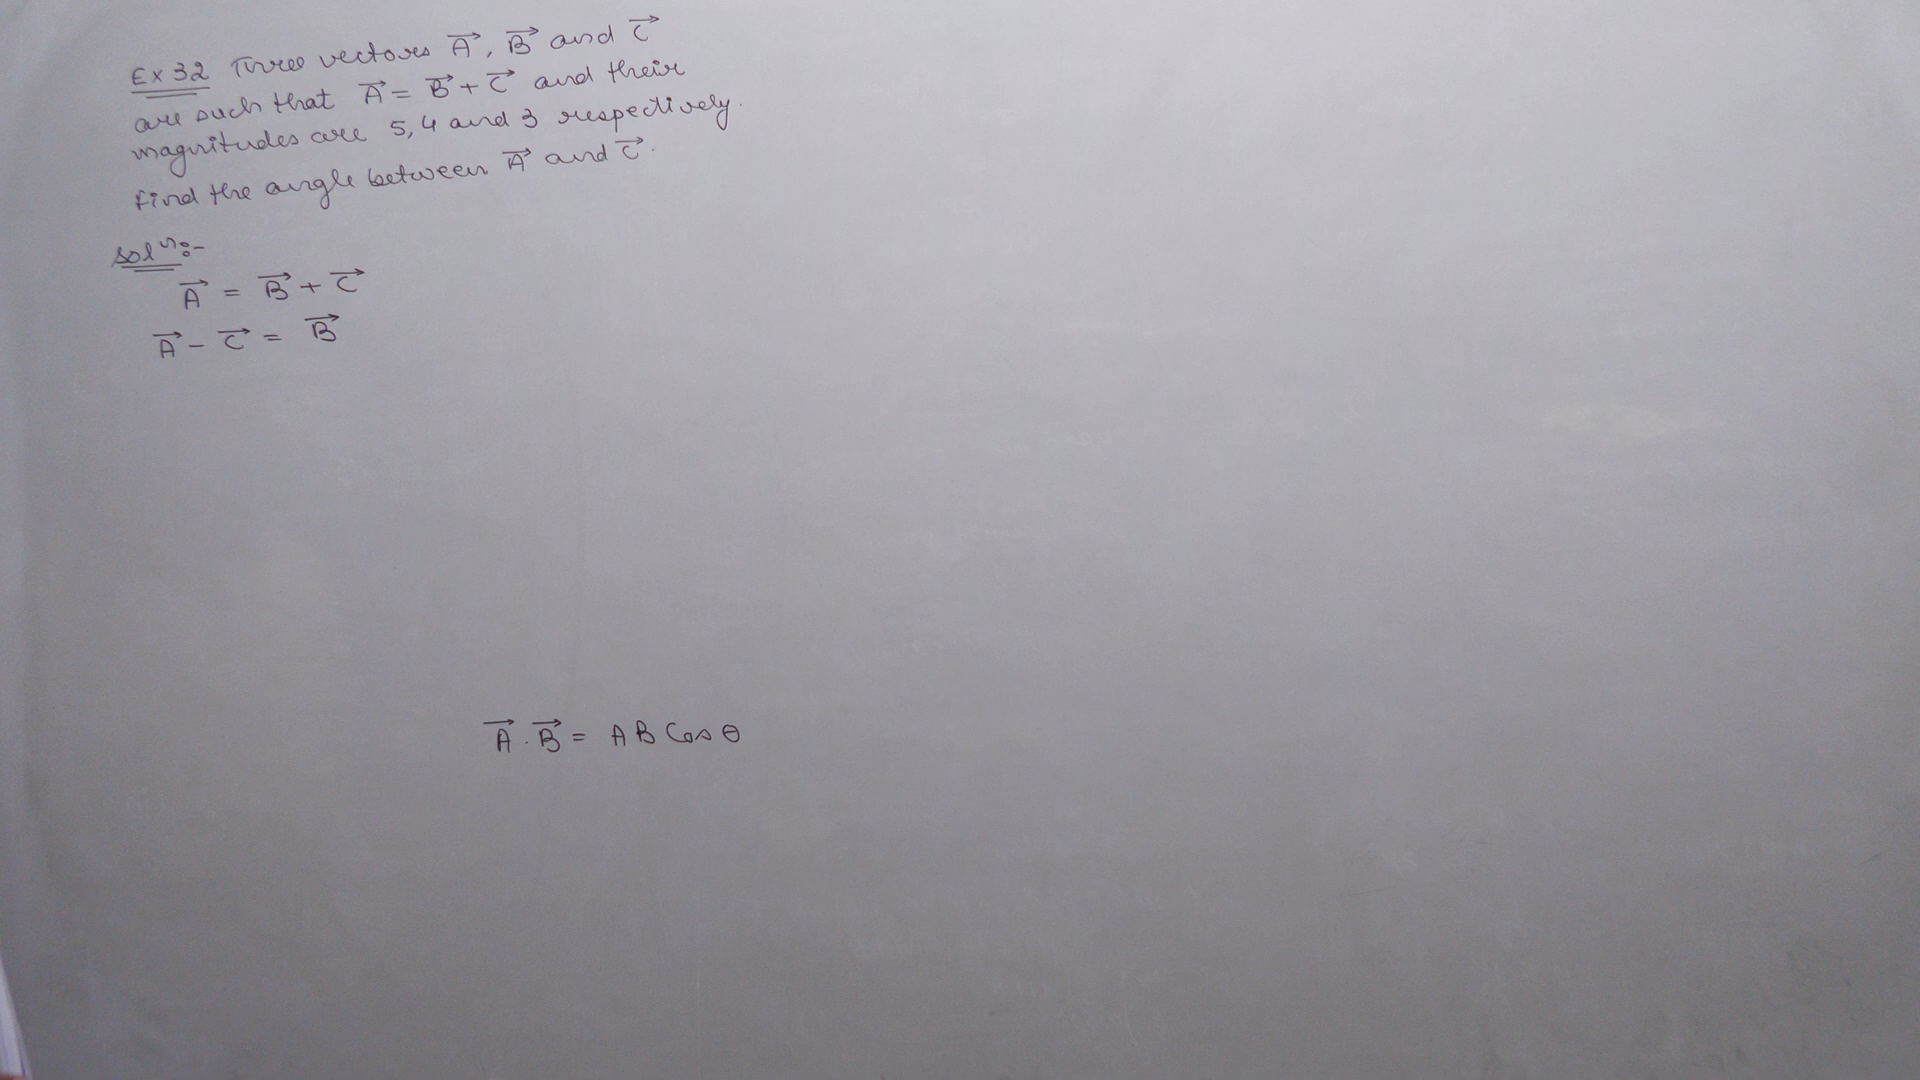 Ex 32 Three vectors A⃗, B⃗ and C⃗
are such that A⃗ = B⃗ + C⃗ and their
magnitudes are 5, 4 and 3 respectively.
find the angle between A⃗ and C⃗.
solⁿ:-
A⃗ = B⃗ + C⃗
A⃗ - C⃗ = B⃗
A⃗ . B⃗ = A B Cos θ